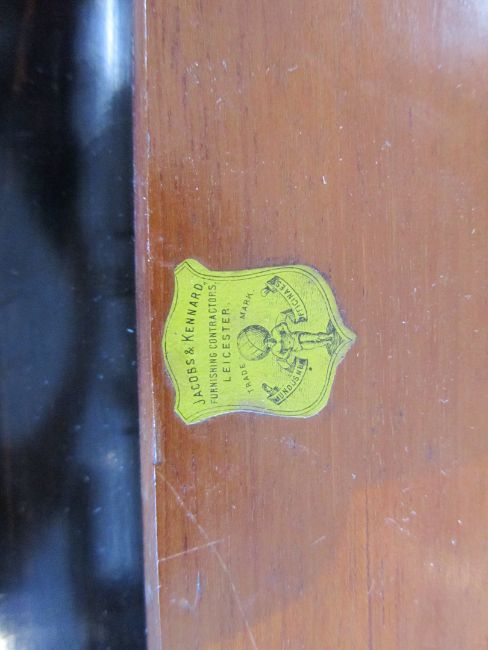 JACOBS & KENNARD,
FURNISHING CONTRACTORS,
LEICESTER.
TRADE MARK